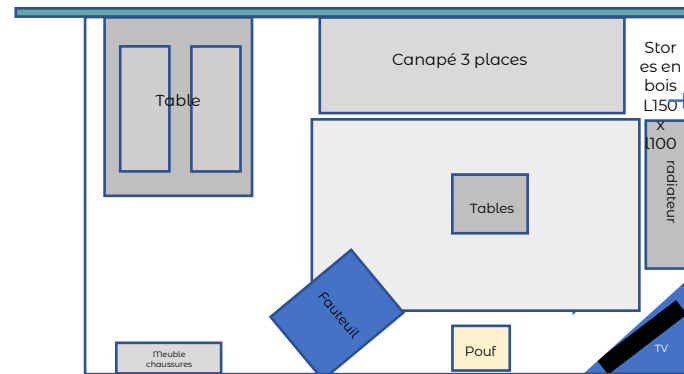 Canapé 3 places
Table
Stor
es en
bois
L150
x
l100
radiateur
Tables
Fauteuil
Meuble
chaussures
Pouf
TV